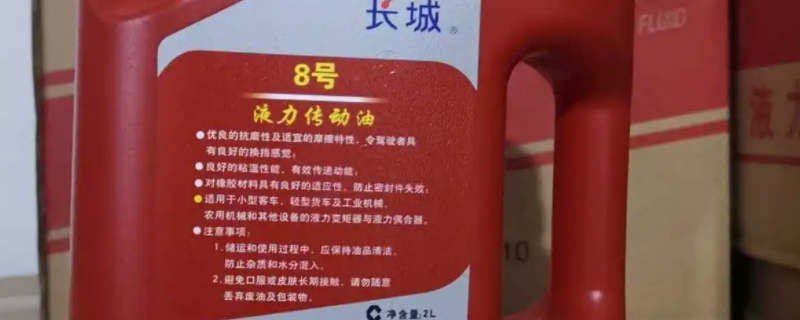 长城®
FLUID
8号
液力传动油
●优良的抗磨性及适宜的摩擦特性，令驾驶者具
有良好的换挡感觉；
●良好的粘温性能，有效传递动能；
●对橡胶材料具有良好的适应性，防止密封件失效；
●适用于小型客车、轻型货车及工业机械、
农用机械和其他设备的液力变矩器与液力偶合器。
●注意事项：
1.储运和使用过程中，应保持油品清洁，
防止杂质和水分混入。
2.避免口服或皮肤长期接触，请勿随意
丢弃废油及包装物。
净含量:2L
液力
10